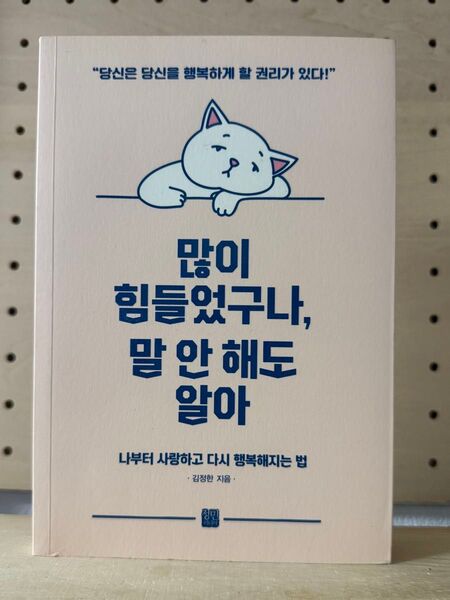 “당신은 당신을 행복하게 할 권리가 있다!”
많이
힘들었구나,
말 안 해도
알아
나부터 사랑하고 다시 행복해지는 법
· 김정한 지음 ·
정민